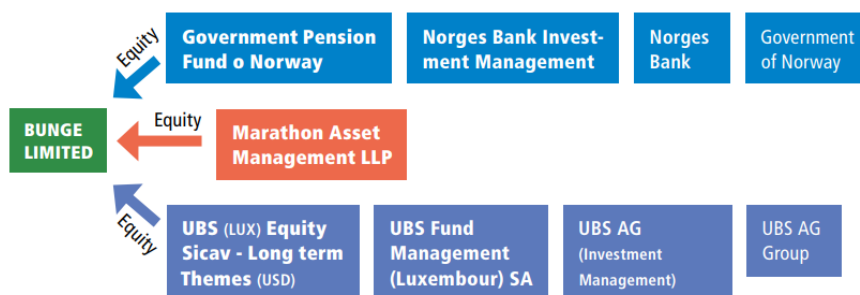 Equity
Government Pension
Fund o Norway
Norges Bank Invest-
ment Management
Norges
Bank
Government
of Norway
BUNGE
LIMITED
Equity
Marathon Asset
Management LLP
Equity
UBS (LUX) Equity
Sicav - Long term
Themes (USD)
UBS Fund
Management
(Luxembour) SA
UBS AG
(Investment
Management)
UBS AG
Group